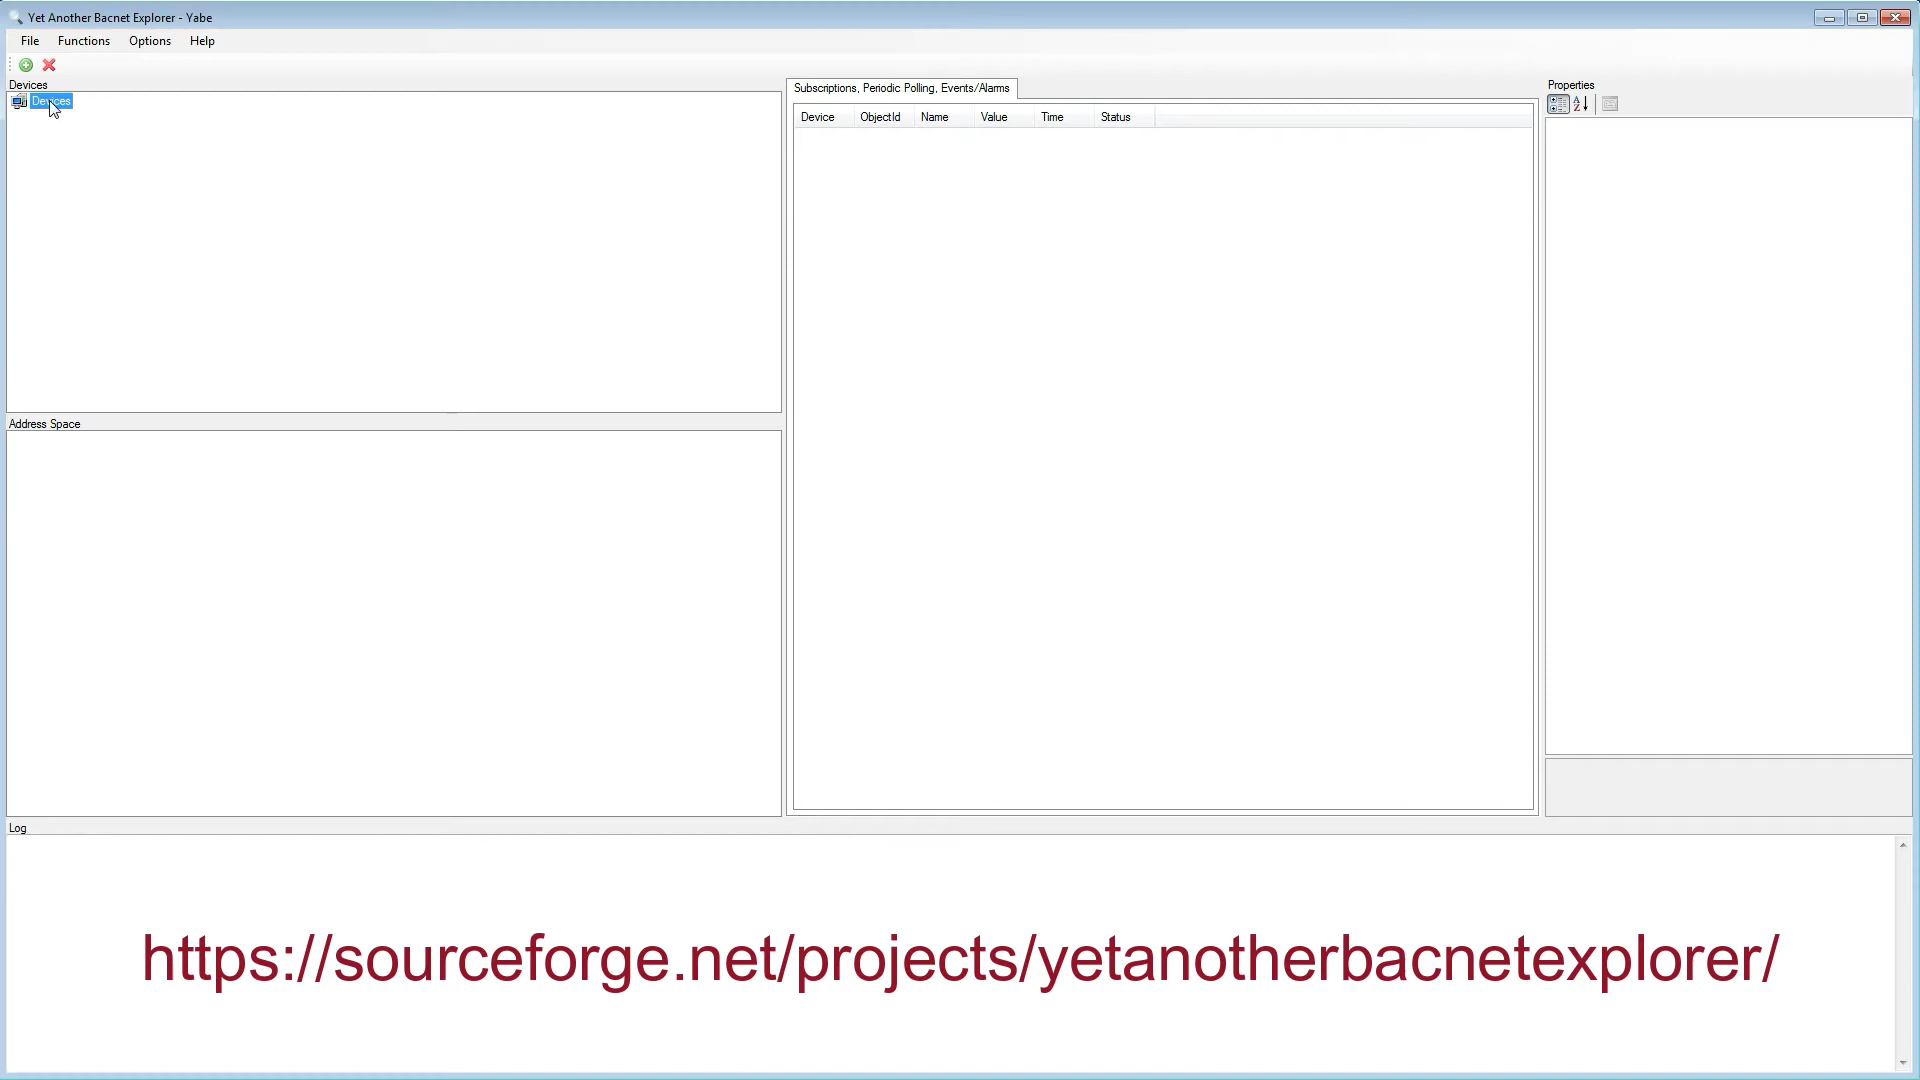 Yet Another Bacnet Explorer - Yabe
File Functions Options Help
Devices
Devices
Subscriptions, Periodic Polling, Events/Alarms
Device ObjectId Name Value Time Status
Properties
Address Space
Log
https://sourceforge.net/projects/yetanotherbacnetexplorer/